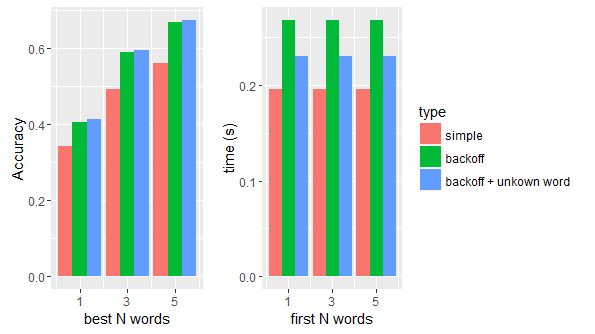 Accuracy
0.6
0.4
0.2
0.0
1 3 5
best N words
time (s)
0.2
0.1
0.0
1 3 5
first N words
type
simple
backoff
backoff + unkown word